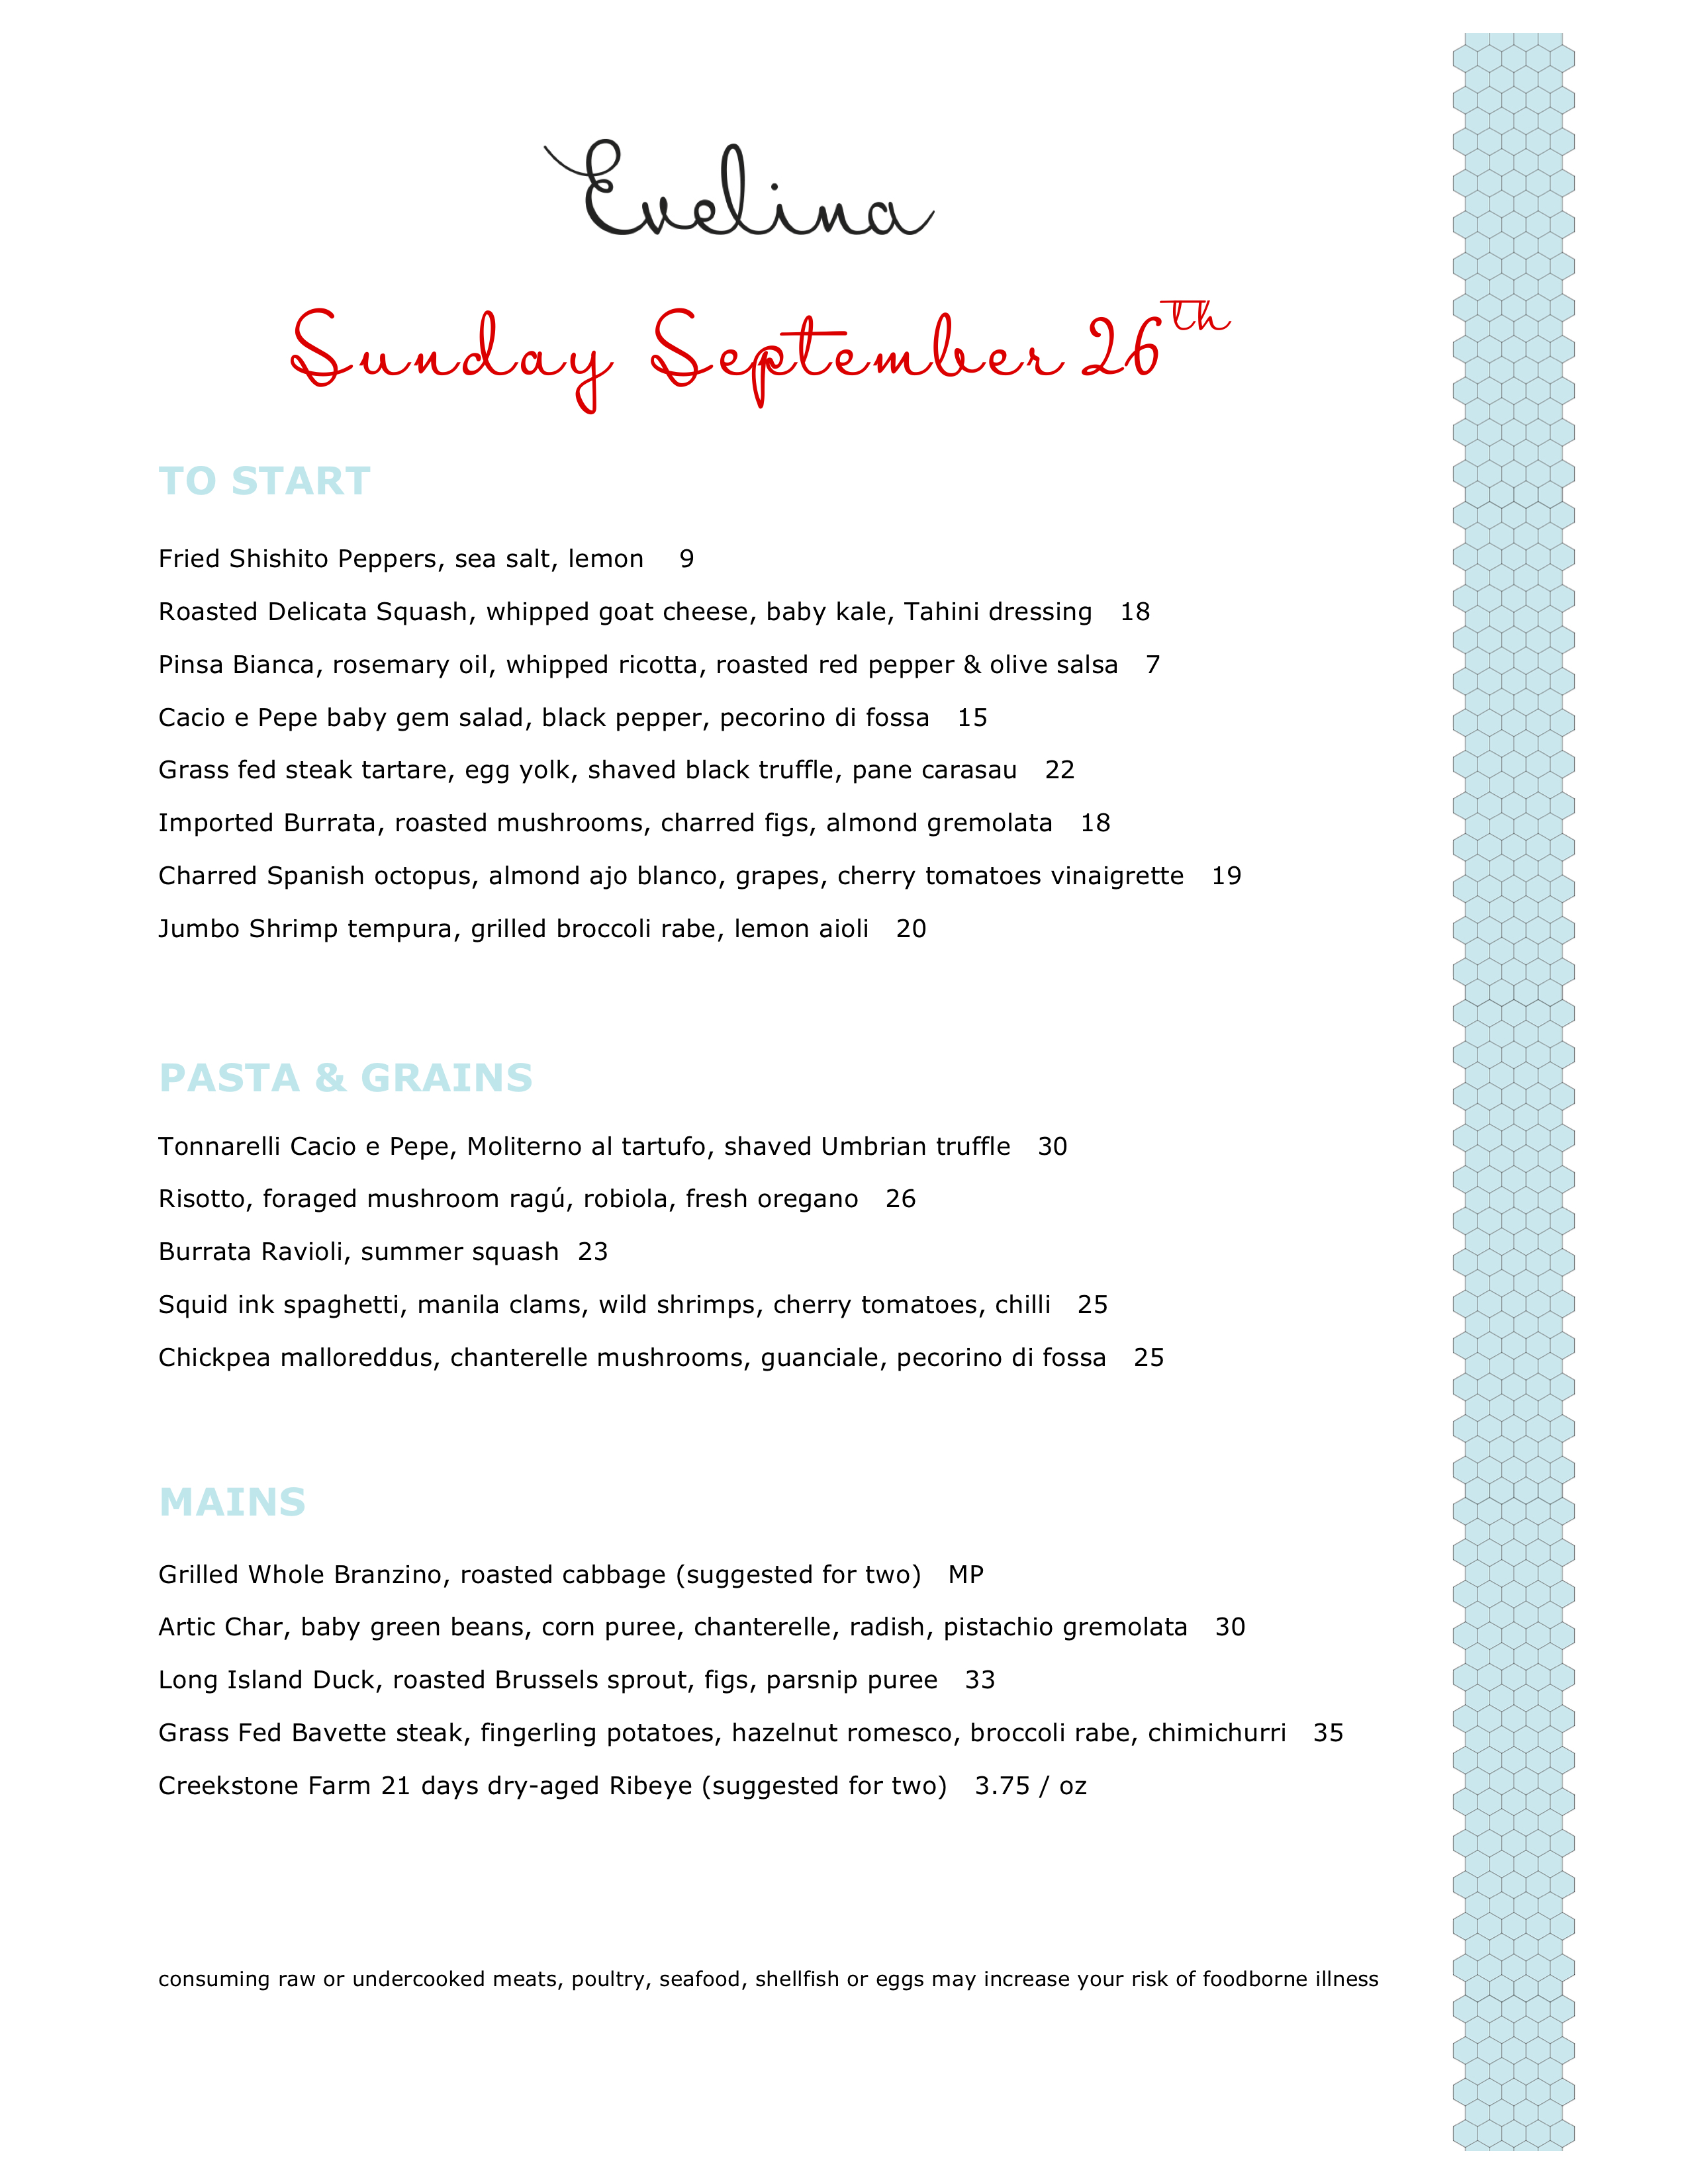 Evelina
Sunday September 26th
TO START
Fried Shishito Peppers, sea salt, lemon 9
Roasted Delicata Squash, whipped goat cheese, baby kale, Tahini dressing 18
Pinsa Bianca, rosemary oil, whipped ricotta, roasted red pepper & olive salsa 7
Cacio e Pepe baby gem salad, black pepper, pecorino di fossa 15
Grass fed steak tartare, egg yolk, shaved black truffle, pane carasau 22
Imported Burrata, roasted mushrooms, charred figs, almond gremolata 18
Charred Spanish octopus, almond ajo blanco, grapes, cherry tomatoes vinaigrette 19
Jumbo Shrimp tempura, grilled broccoli rabe, lemon aioli 20
PASTA & GRAINS
Tonnarelli Cacio e Pepe, Moliterno al tartufo, shaved Umbrian truffle 30
Risotto, foraged mushroom ragú, robiola, fresh oregano 26
Burrata Ravioli, summer squash 23
Squid ink spaghetti, manila clams, wild shrimps, cherry tomatoes, chilli 25
Chickpea malloreddus, chanterelle mushrooms, guanciale, pecorino di fossa 25
MAINS
Grilled Whole Branzino, roasted cabbage (suggested for two) MP
Artic Char, baby green beans, corn puree, chanterelle, radish, pistachio gremolata 30
Long Island Duck, roasted Brussels sprout, figs, parsnip puree 33
Grass Fed Bavette steak, fingerling potatoes, hazelnut romesco, broccoli rabe, chimichurri 35
Creekstone Farm 21 days dry-aged Ribeye (suggested for two) 3.75 / oz
consuming raw or undercooked meats, poultry, seafood, shellfish or eggs may increase your risk of foodborne illness